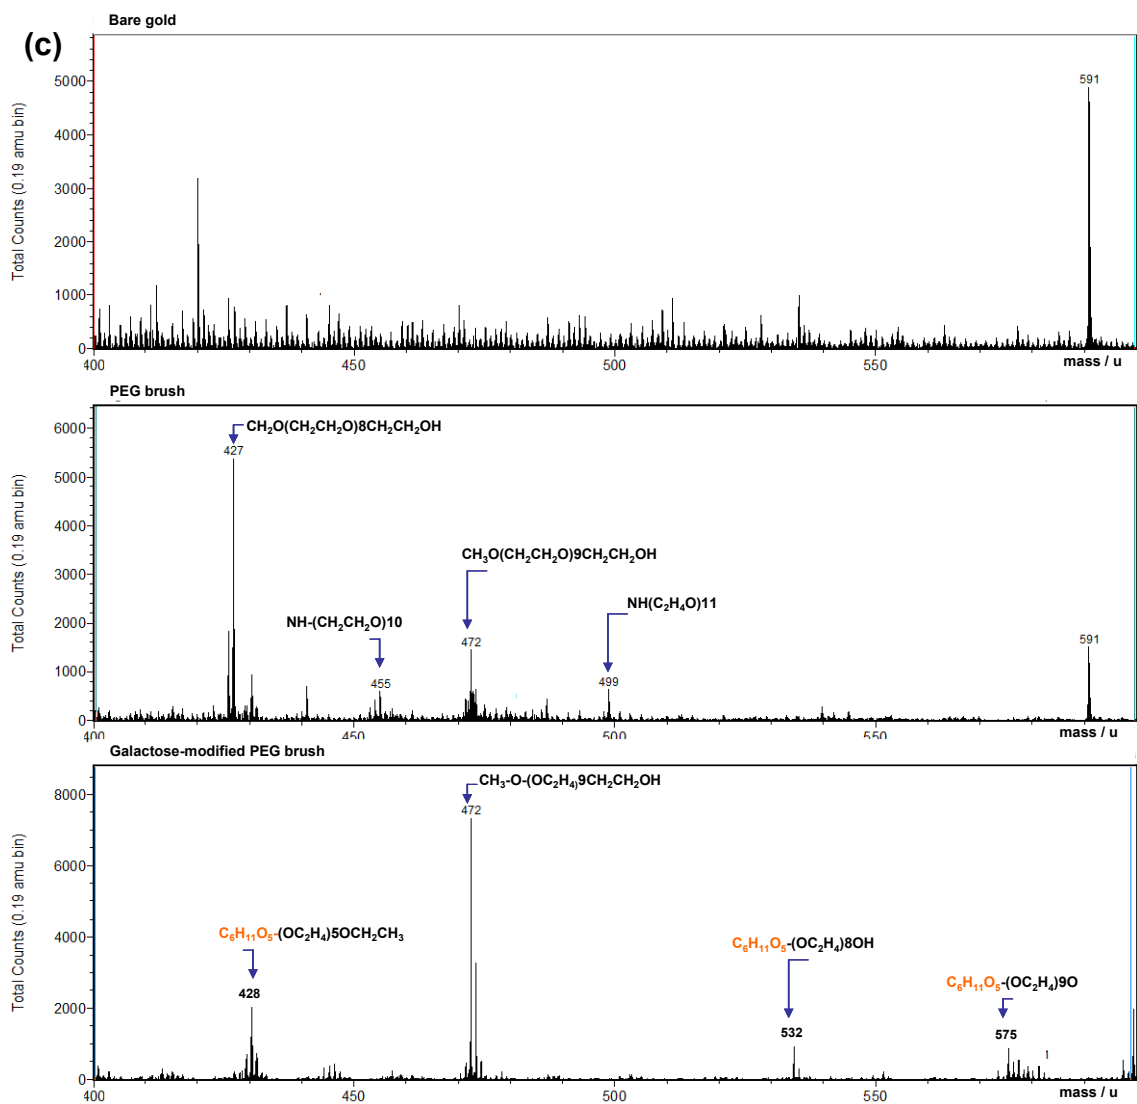 Bare gold
(c)
591
5000
4000
3000
2000
1000
0
Total Counts (0.19 amu bin)
400
450
500
550
mass / u
PEG brush
CH₂O(CH₂CH₂O)8CH₂CH₂OH
427
6000
5000
4000
3000
2000
1000
0
Total Counts (0.19 amu bin)
CH₃O(CH₂CH₂O)9CH₂CH₂OH
NH(C₂H₄O)11
NH-(CH₂CH₂O)10
472
591
455
499
400
450
500
550
mass / u
Galactose-modified PEG brush
CH₃-O-(OC₂H₄)9CH₂CH₂OH
472
8000
6000
4000
2000
0
Total Counts (0.19 amu bin)
C₆H₁₁O₅-(OC₂H₄)5OCH₂CH₃
428
C₆H₁₁O₅-(OC₂H₄)8OH
532
C₆H₁₁O₅-(OC₂H₄)9O
575
400
450
500
550
mass / u